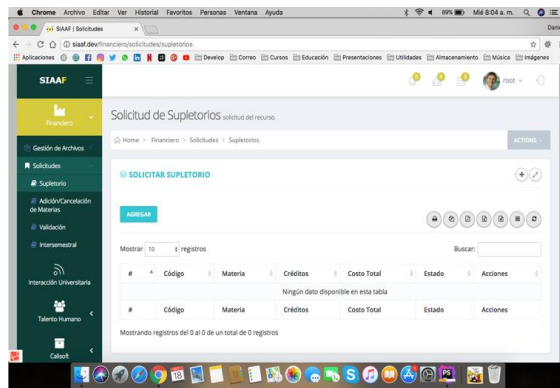 Chrome Archivo Editar Ver Historial Favoritos Personas Ventana Ayuda 89% Mié 8:04 a. m.
SIAAF | Solicitudes Danie
siaaf.dev/financiero/solicitudes/supletorios
Aplicaciones Develop Correo Cursos Educación Presentaciones Utilidades Almacenamiento Música Imágenes
SIAAF root
Financiero
Solicitud de Supletorios solicitud del recurso.
Home > Financiero > Solicitudes > Supletorios ACTIONS
Gestión de Archivos
Solicitudes
Supletorio
Adición/Cancelación
de Materias
Validación
Intersemestral
Interacción Universitaria
Talento Humano
Calisoft
SOLICITAR SUPLETORIO
AGREGAR
Mostrar 10 registros Buscar:
# Código Materia Créditos Costo Total Estado Acciones
Ningún dato disponible en esta tabla
# Código Materia Créditos Costo Total Estado Acciones
Mostrando registros del 0 al 0 de un total de 0 registros